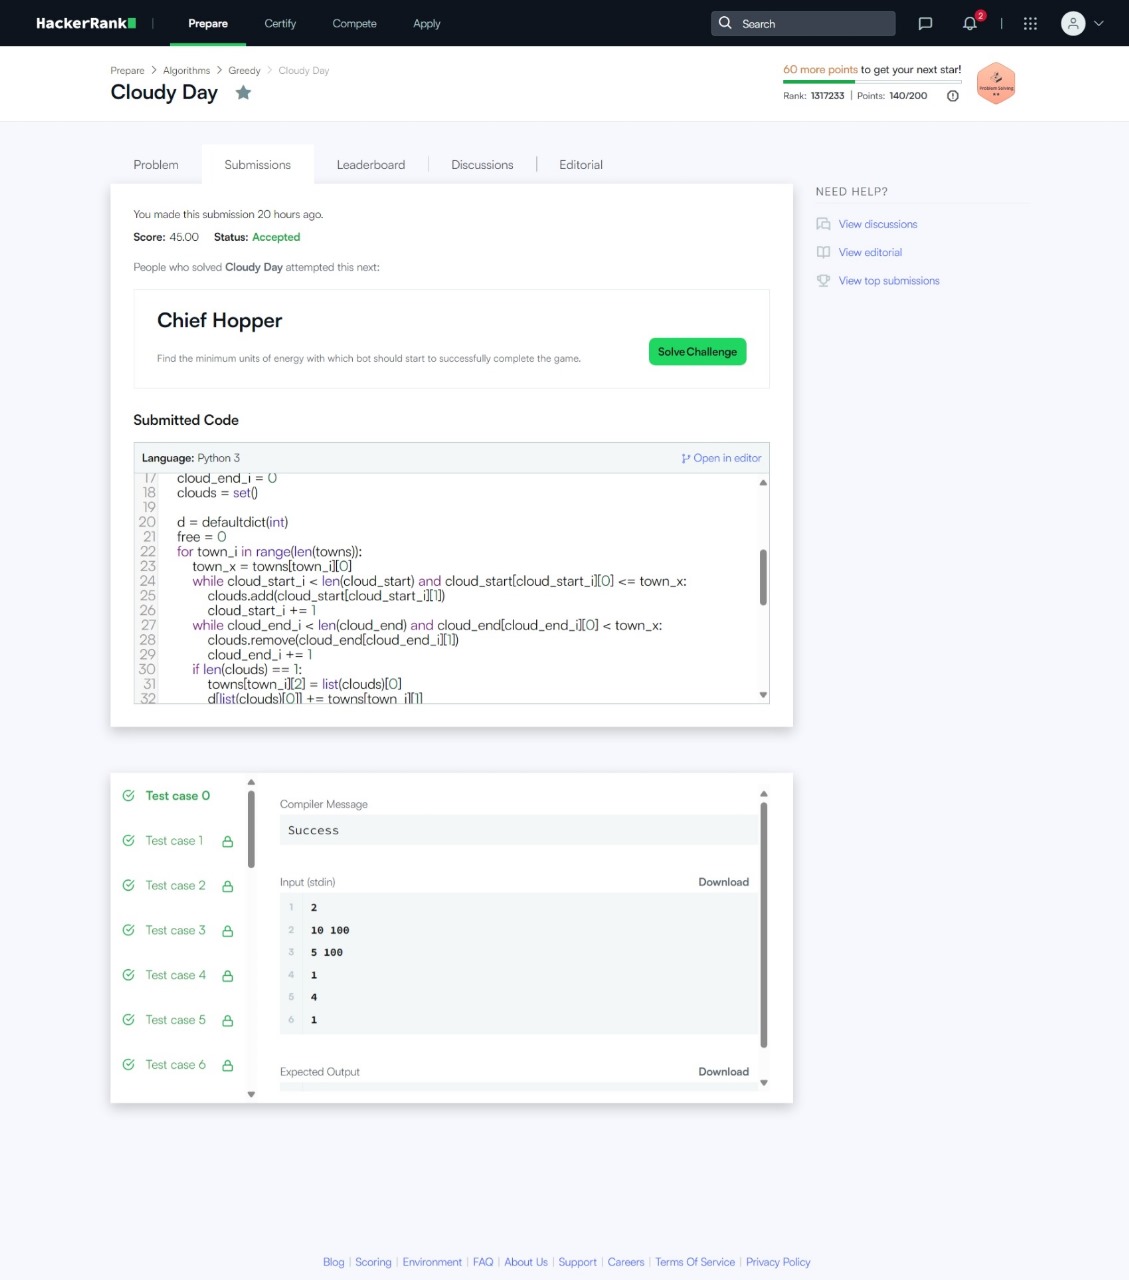 HackerRank | Prepare Certify Compete Apply Search 2 |
Prepare > Algorithms > Greedy > Cloudy Day
Cloudy Day
60 more points to get your next star!
Rank: 1317233 | Points: 140/200
Problem Solving
Problem Submissions Leaderboard | Discussions | Editorial
You made this submission 20 hours ago.
Score: 45.00 Status: Accepted
People who solved Cloudy Day attempted this next:
Chief Hopper
Find the minimum units of energy with which bot should start to successfully complete the game.
Solve Challenge
Submitted Code
Language: Python 3 Open in editor
17 cloud_end_i = 0
18 clouds = set()
19
20 d = defaultdict(int)
21 free = 0
22 for town_i in range(len(towns)):
23 town_x = towns[town_i][0]
24 while cloud_start_i < len(cloud_start) and cloud_start[cloud_start_i][0] <= town_x:
25 clouds.add(cloud_start[cloud_start_i][1])
26 cloud_start_i += 1
27 while cloud_end_i < len(cloud_end) and cloud_end[cloud_end_i][0] < town_x:
28 clouds.remove(cloud_end[cloud_end_i][1])
29 cloud_end_i += 1
30 if len(clouds) == 1:
31 towns[town_i][2] = list(clouds)[0]
32 d[list(clouds)[0]] += towns[town_i][1]
NEED HELP?
View discussions
View editorial
View top submissions
Test case 0
Test case 1
Test case 2
Test case 3
Test case 4
Test case 5
Test case 6
Compiler Message
Success
Input (stdin) Download
1 2
2 10 100
3 5 100
4 1
5 4
6 1
Expected Output Download
Blog | Scoring | Environment | FAQ | About Us | Support | Careers | Terms Of Service | Privacy Policy